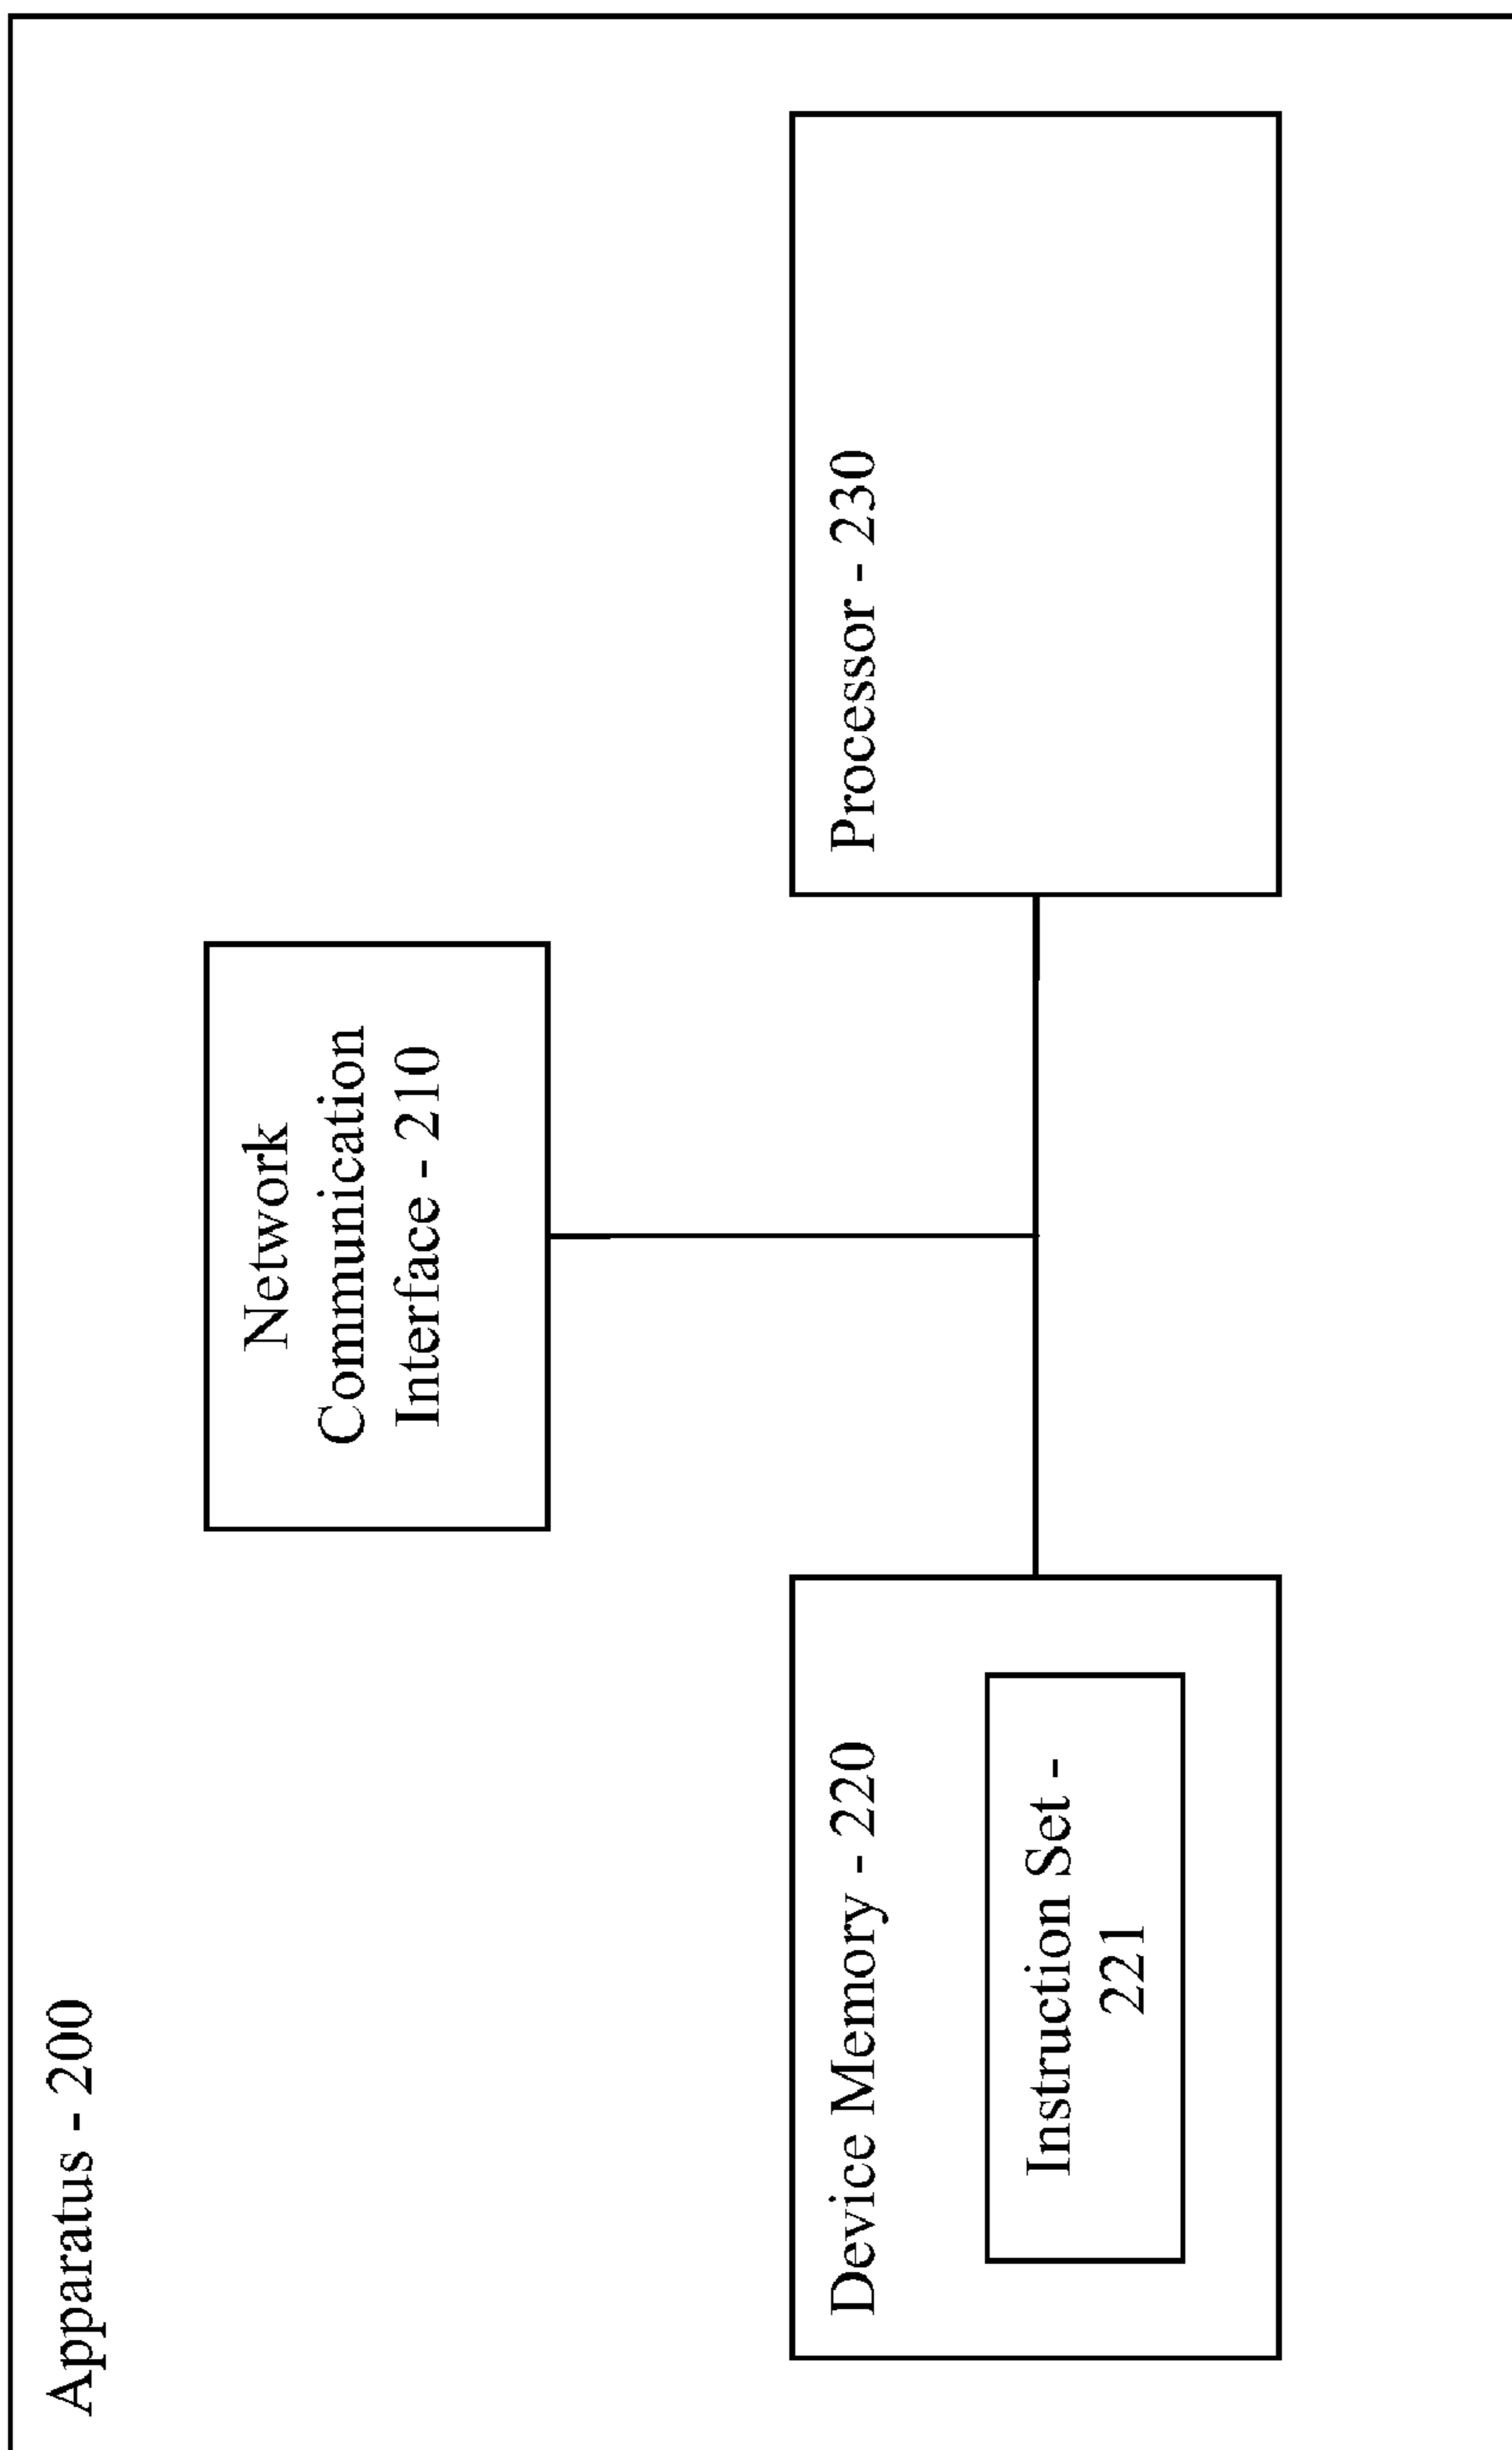 Apparatus - 200
Network
Communication
Interface - 210
Device Memory - 220
Instruction Set -
221
Processor - 230